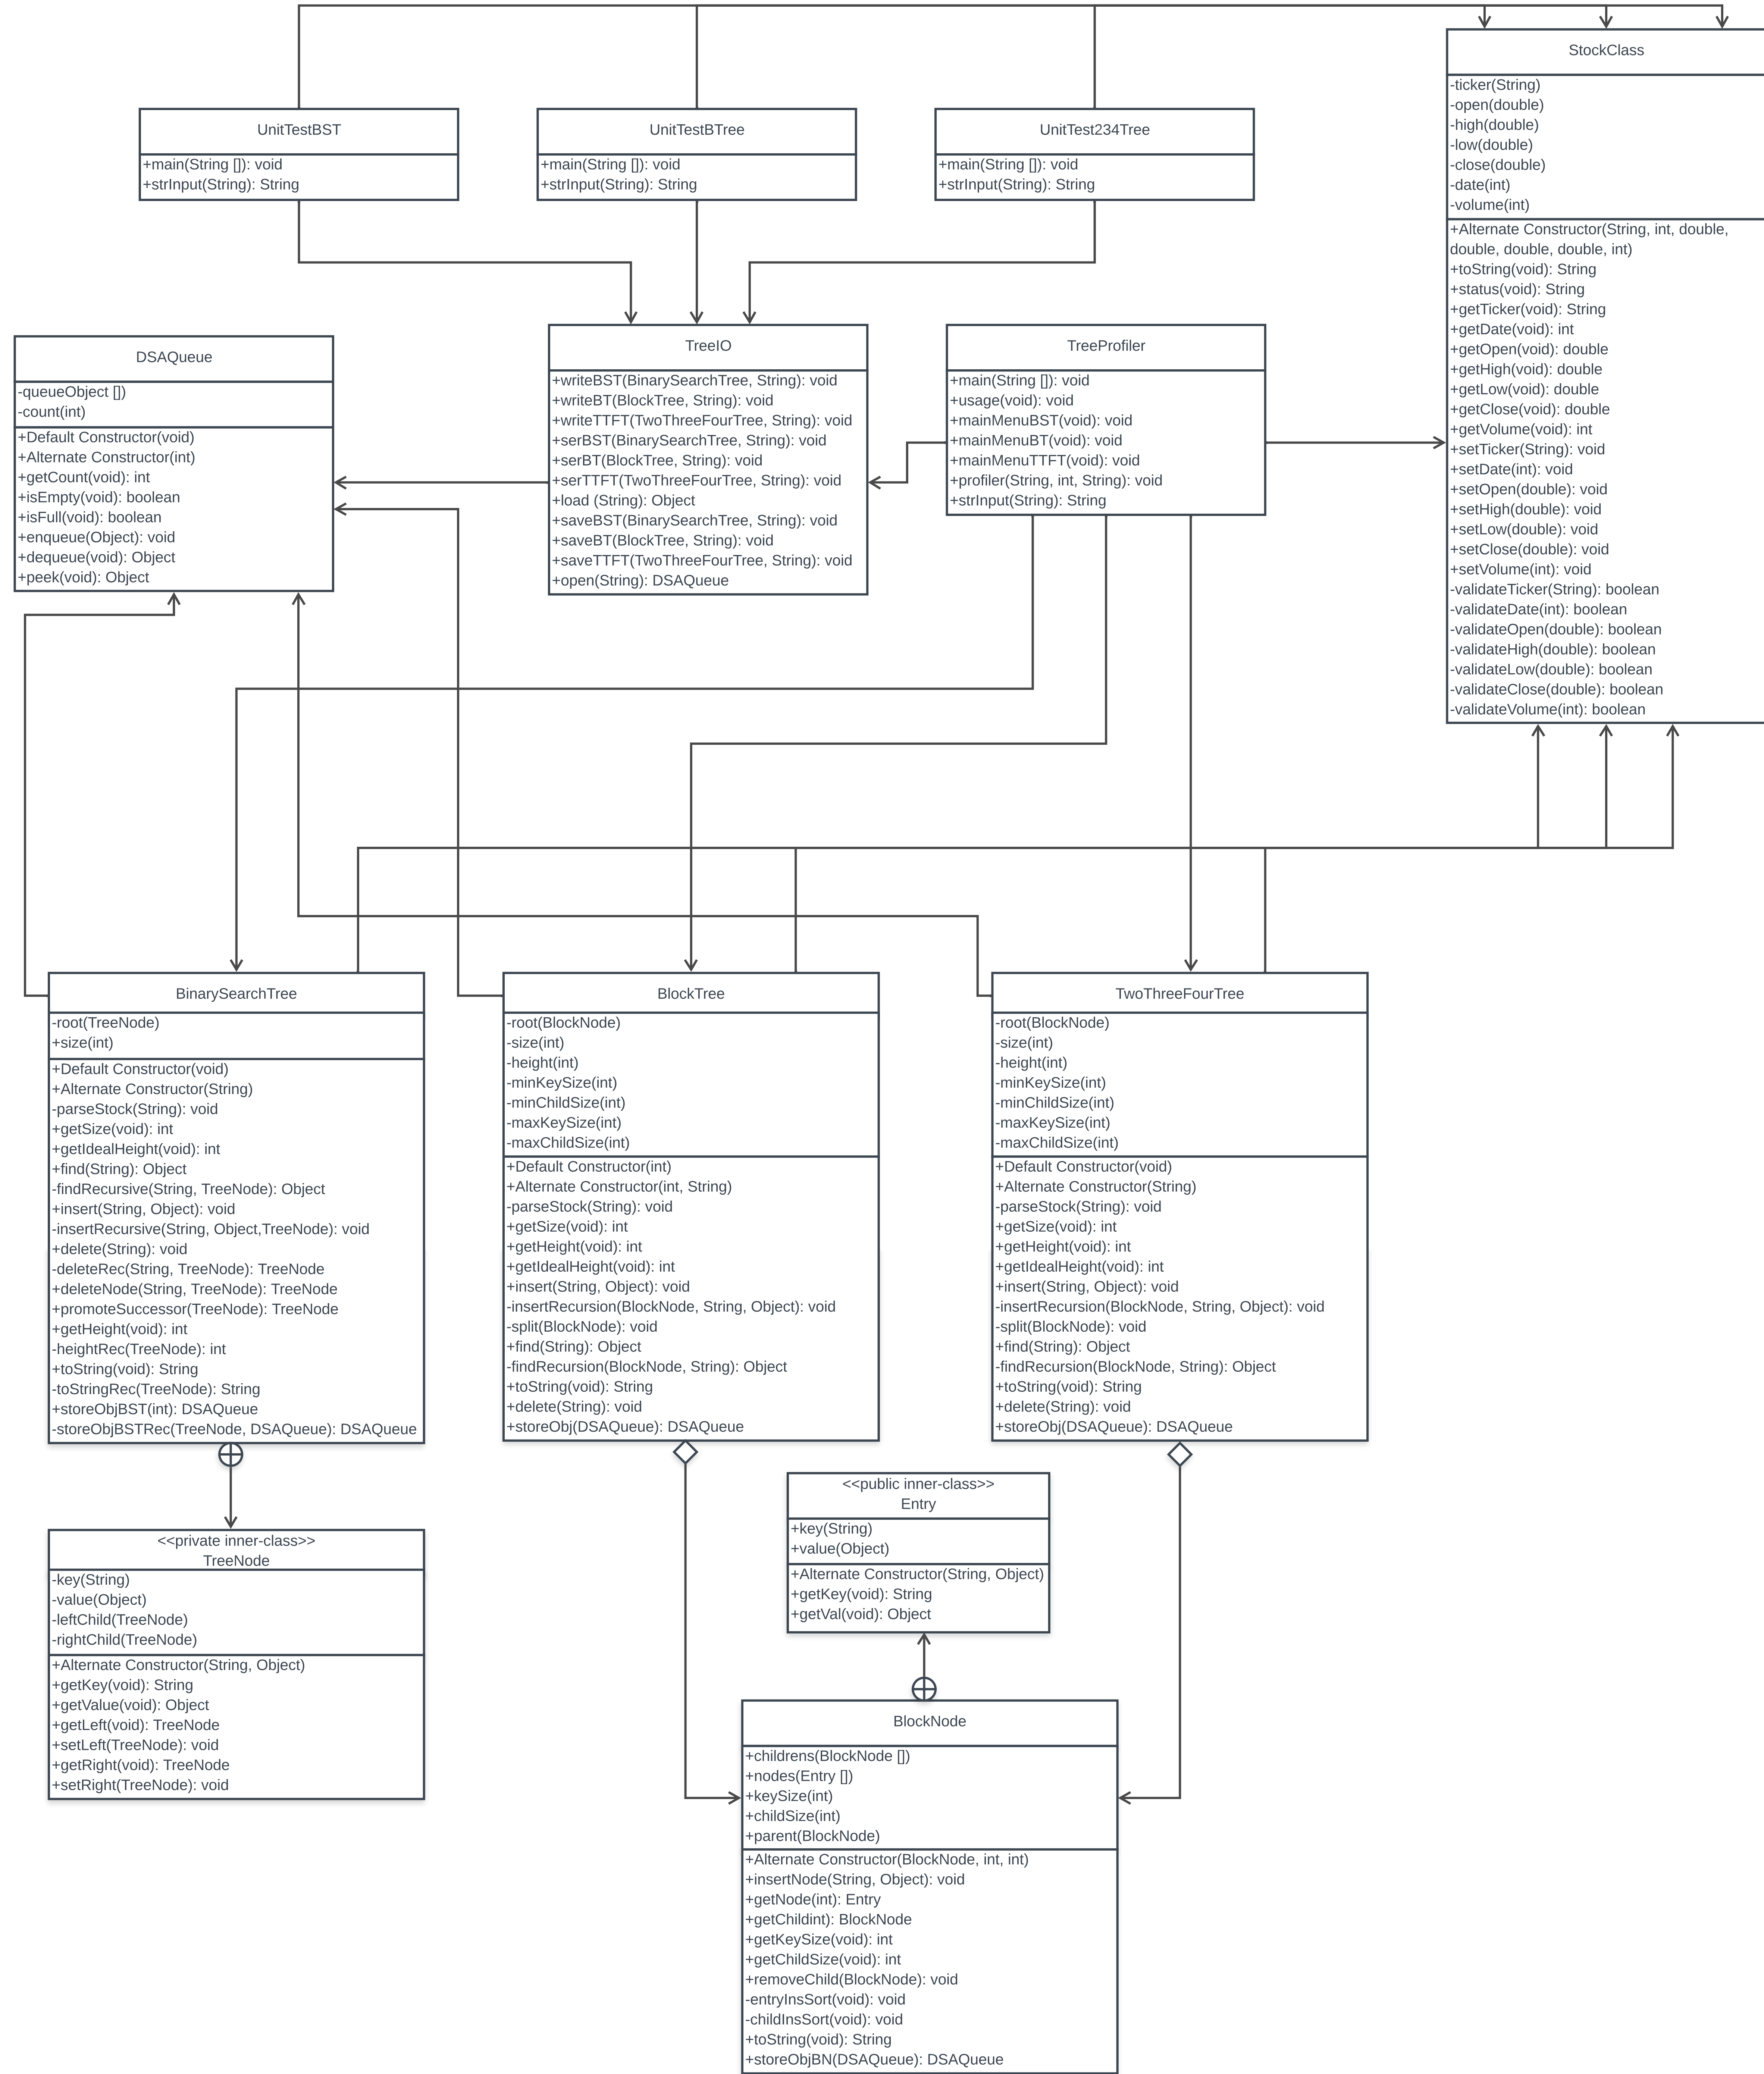 StockClass
-ticker(String)
-open(double)
-high(double)
-low(double)
-close(double)
-date(int)
-volume(int)
+Alternate Constructor(String, int, double,
double, double, double, int)
+toString(void): String
+status(void): String
+getTicker(void): String
+getDate(void): int
+getOpen(void): double
+getHigh(void): double
+getLow(void): double
+getClose(void): double
+getVolume(void): int
+setTicker(String): void
+setDate(int): void
+setOpen(double): void
+setHigh(double): void
+setLow(double): void
+setClose(double): void
+setVolume(int): void
-validateTicker(String): boolean
-validateDate(int): boolean
-validateOpen(double): boolean
-validateHigh(double): boolean
-validateLow(double): boolean
-validateClose(double): boolean
-validateVolume(int): boolean
UnitTestBST
+main(String []): void
+strInput(String): String
UnitTestBTree
+main(String []): void
+strInput(String): String
UnitTest234Tree
+main(String []): void
+strInput(String): String
DSAQueue
-queueObject [])
-count(int)
+Default Constructor(void)
+Alternate Constructor(int)
+getCount(void): int
+isEmpty(void): boolean
+isFull(void): boolean
+enqueue(Object): void
+dequeue(void): Object
+peek(void): Object
TreeIO
+writeBST(BinarySearchTree, String): void
+writeBT(BlockTree, String): void
+writeTTFT(TwoThreeFourTree, String): void
+serBST(BinarySearchTree, String): void
+serBT(BlockTree, String): void
+serTTFT(TwoThreeFourTree, String): void
+load (String): Object
+saveBST(BinarySearchTree, String): void
+saveBT(BlockTree, String): void
+saveTTFT(TwoThreeFourTree, String): void
+open(String): DSAQueue
TreeProfiler
+main(String []): void
+usage(void): void
+mainMenuBST(void): void
+mainMenuBT(void): void
+mainMenuTTFT(void): void
+profiler(String, int, String): void
+strInput(String): String
BinarySearchTree
-root(TreeNode)
+size(int)
+Default Constructor(void)
+Alternate Constructor(String)
-parseStock(String): void
+getSize(void): int
+getIdealHeight(void): int
+find(String): Object
-findRecursive(String, TreeNode): Object
+insert(String, Object): void
-insertRecursive(String, Object,TreeNode): void
+delete(String): void
-deleteRec(String, TreeNode): TreeNode
+deleteNode(String, TreeNode): TreeNode
+promoteSuccessor(TreeNode): TreeNode
+getHeight(void): int
-heightRec(TreeNode): int
+toString(void): String
-toStringRec(TreeNode): String
+storeObjBST(int): DSAQueue
-storeObjBSTRec(TreeNode, DSAQueue): DSAQueue
BlockTree
-root(BlockNode)
-size(int)
-height(int)
-minKeySize(int)
-minChildSize(int)
-maxKeySize(int)
-maxChildSize(int)
+Default Constructor(int)
+Alternate Constructor(int, String)
-parseStock(String): void
+getSize(void): int
+getHeight(void): int
+getIdealHeight(void): int
+insert(String, Object): void
-insertRecursion(BlockNode, String, Object): void
-split(BlockNode): void
+find(String): Object
-findRecursion(BlockNode, String): Object
+toString(void): String
+delete(String): void
+storeObj(DSAQueue): DSAQueue
TwoThreeFourTree
-root(BlockNode)
-size(int)
-height(int)
-minKeySize(int)
-minChildSize(int)
-maxKeySize(int)
-maxChildSize(int)
+Default Constructor(void)
+Alternate Constructor(String)
-parseStock(String): void
+getSize(void): int
+getHeight(void): int
+getIdealHeight(void): int
+insert(String, Object): void
-insertRecursion(BlockNode, String, Object): void
-split(BlockNode): void
+find(String): Object
-findRecursion(BlockNode, String): Object
+toString(void): String
+delete(String): void
+storeObj(DSAQueue): DSAQueue
<<private inner-class>>
TreeNode
-key(String)
-value(Object)
-leftChild(TreeNode)
-rightChild(TreeNode)
+Alternate Constructor(String, Object)
+getKey(void): String
+getValue(void): Object
+getLeft(void): TreeNode
+setLeft(TreeNode): void
+getRight(void): TreeNode
+setRight(TreeNode): void
<<public inner-class>>
Entry
+key(String)
+value(Object)
+Alternate Constructor(String, Object)
+getKey(void): String
+getVal(void): Object
BlockNode
+childrens(BlockNode [])
+nodes(Entry [])
+keySize(int)
+childSize(int)
+parent(BlockNode)
+Alternate Constructor(BlockNode, int, int)
+insertNode(String, Object): void
+getNode(int): Entry
+getChildint): BlockNode
+getKeySize(void): int
+getChildSize(void): int
+removeChild(BlockNode): void
-entryInsSort(void): void
-childInsSort(void): void
+toString(void): String
+storeObjBN(DSAQueue): DSAQueue